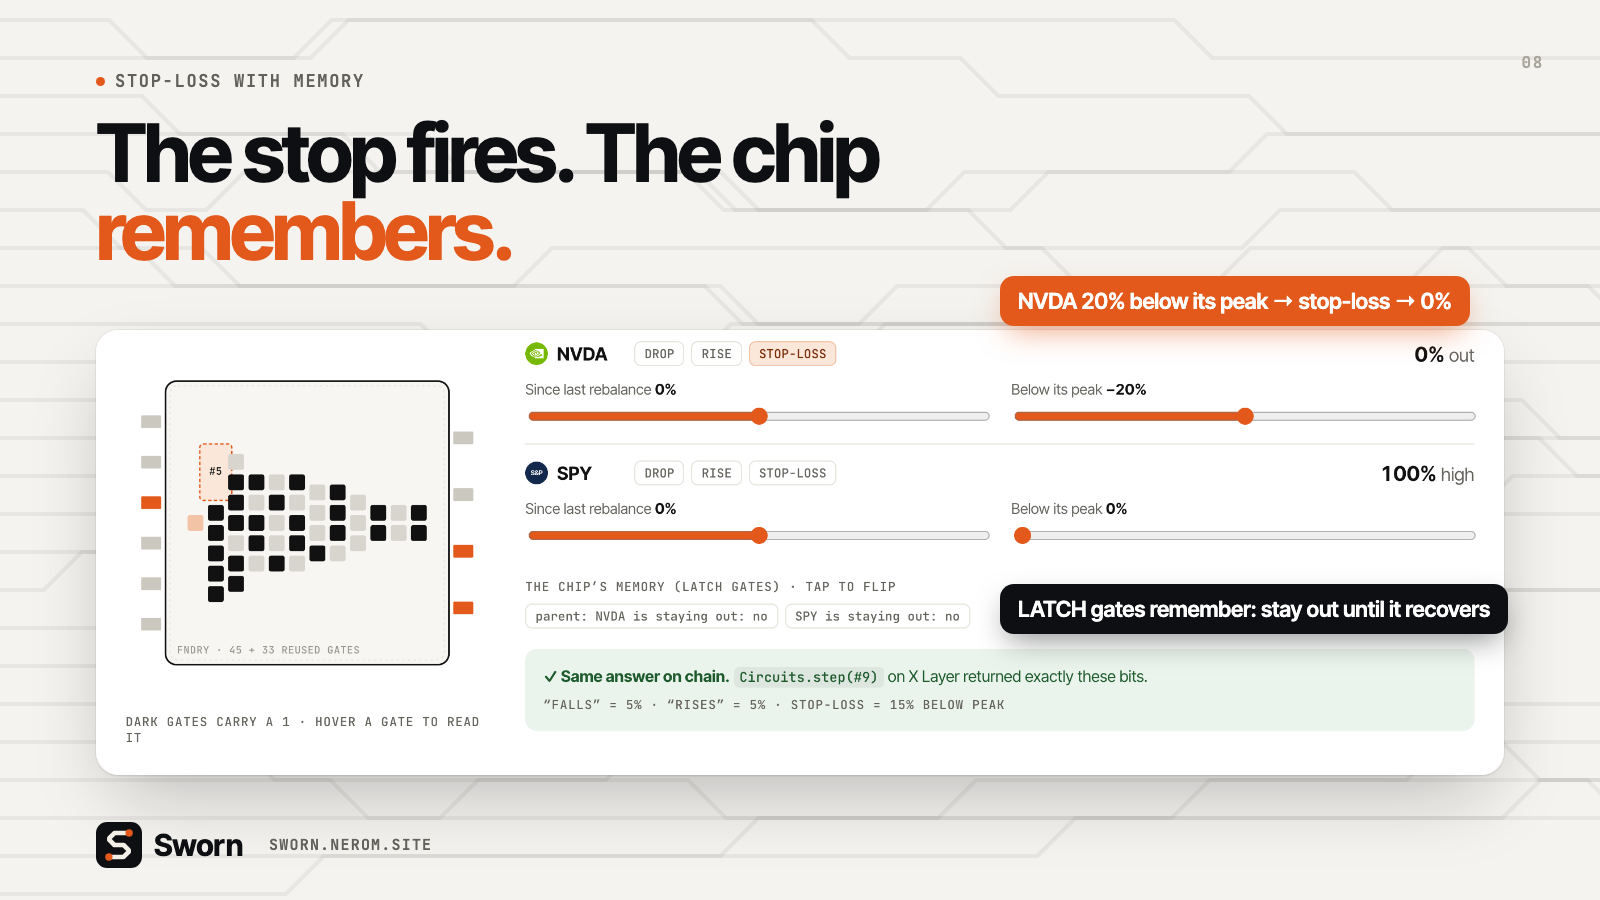 08
STOP-LOSS WITH MEMORY
The stop fires. The chip
remembers.
NVDA 20% below its peak → stop-loss → 0%
NVDA DROP RISE STOP-LOSS 0% out
Since last rebalance 0% Below its peak −20%
S&P SPY DROP RISE STOP-LOSS 100% high
Since last rebalance 0% Below its peak 0%
#5
FNDRY · 45 + 33 REUSED GATES
DARK GATES CARRY A 1 · HOVER A GATE TO READ
IT
THE CHIP’S MEMORY (LATCH GATES) · TAP TO FLIP
parent: NVDA is staying out: no SPY is staying out: no
LATCH gates remember: stay out until it recovers
✓ Same answer on chain. Circuits.step(#9) on X Layer returned exactly these bits.
“FALLS” = 5% · “RISES” = 5% · STOP-LOSS = 15% BELOW PEAK
Sworn SWORN.NEROM.SITE